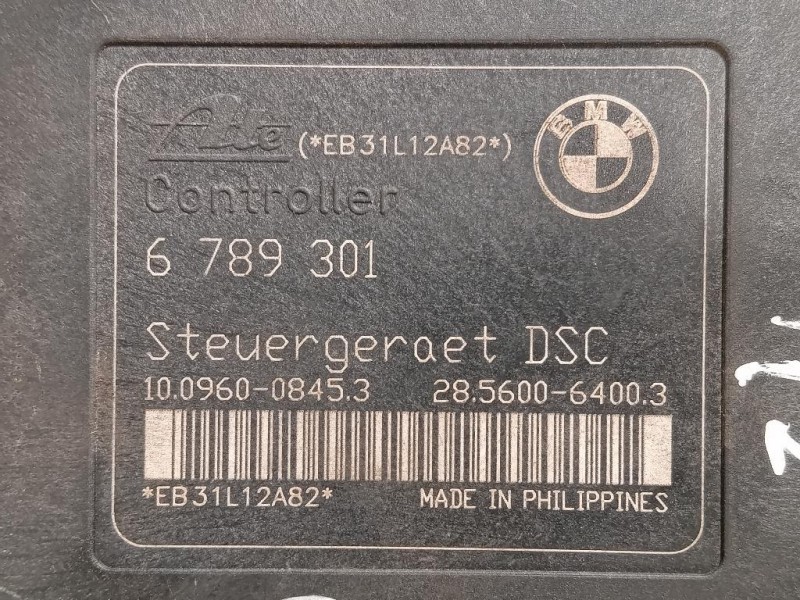 Ate (*EB31L12A82*)
BMW
Controller
6 789 301
Steuergeraet DSC
10.0960-0845.3 28.5600-6400.3
*EB31L12A82* MADE IN PHILIPPINES